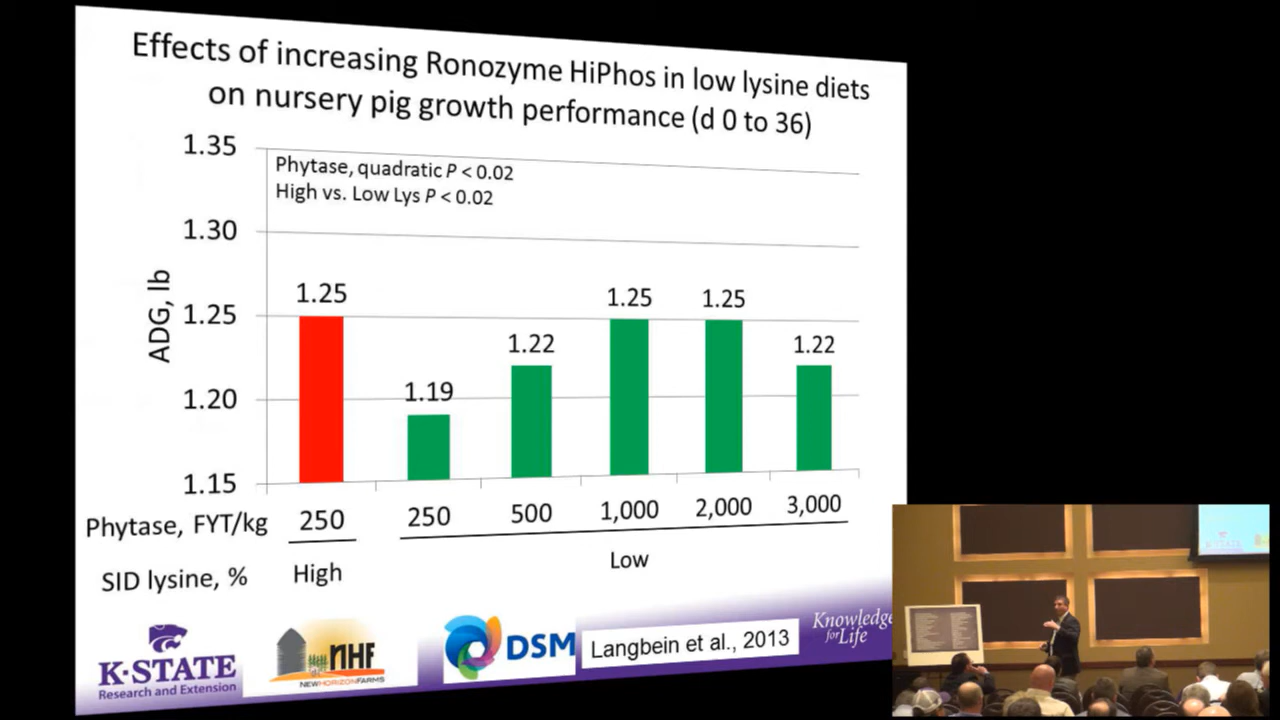 Effects of increasing Ronozyme HiPhos in low lysine diets
on nursery pig growth performance (d 0 to 36)
1.35
Phytase, quadratic P < 0.02
High vs. Low Lys P < 0.02
1.30
1.25
1.20
1.15
ADG, lb
1.25
1.19
1.22
1.25
1.25
1.22
Phytase, FYT/kg 250 250 500 1,000 2,000 3,000
SID lysine, % High Low
K-STATE
Research and Extension
NHF
NEWHORIZONFARMS
DSM
Langbein et al., 2013
Knowledge
for Life